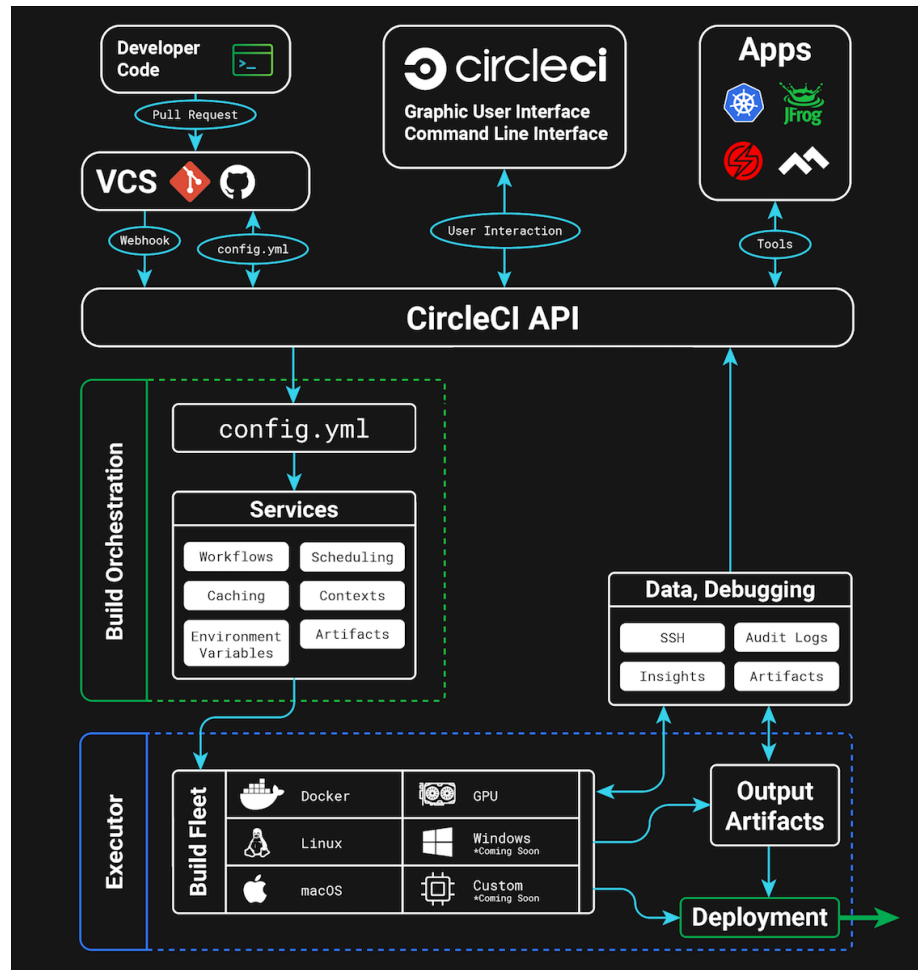 Developer
Code
>_
Pull Request
VCS
Webhook
config.yml
circleci
Graphic User Interface
Command Line Interface
User Interaction
Apps
JFrog
Tools
CircleCI API
Build Orchestration
config.yml
Services
Workflows
Scheduling
Caching
Contexts
Environment
Variables
Artifacts
Data, Debugging
SSH
Audit Logs
Insights
Artifacts
Executor
Build Fleet
Docker
GPU
Linux
Windows
*Coming Soon
macOS
Custom
*Coming Soon
Output
Artifacts
Deployment